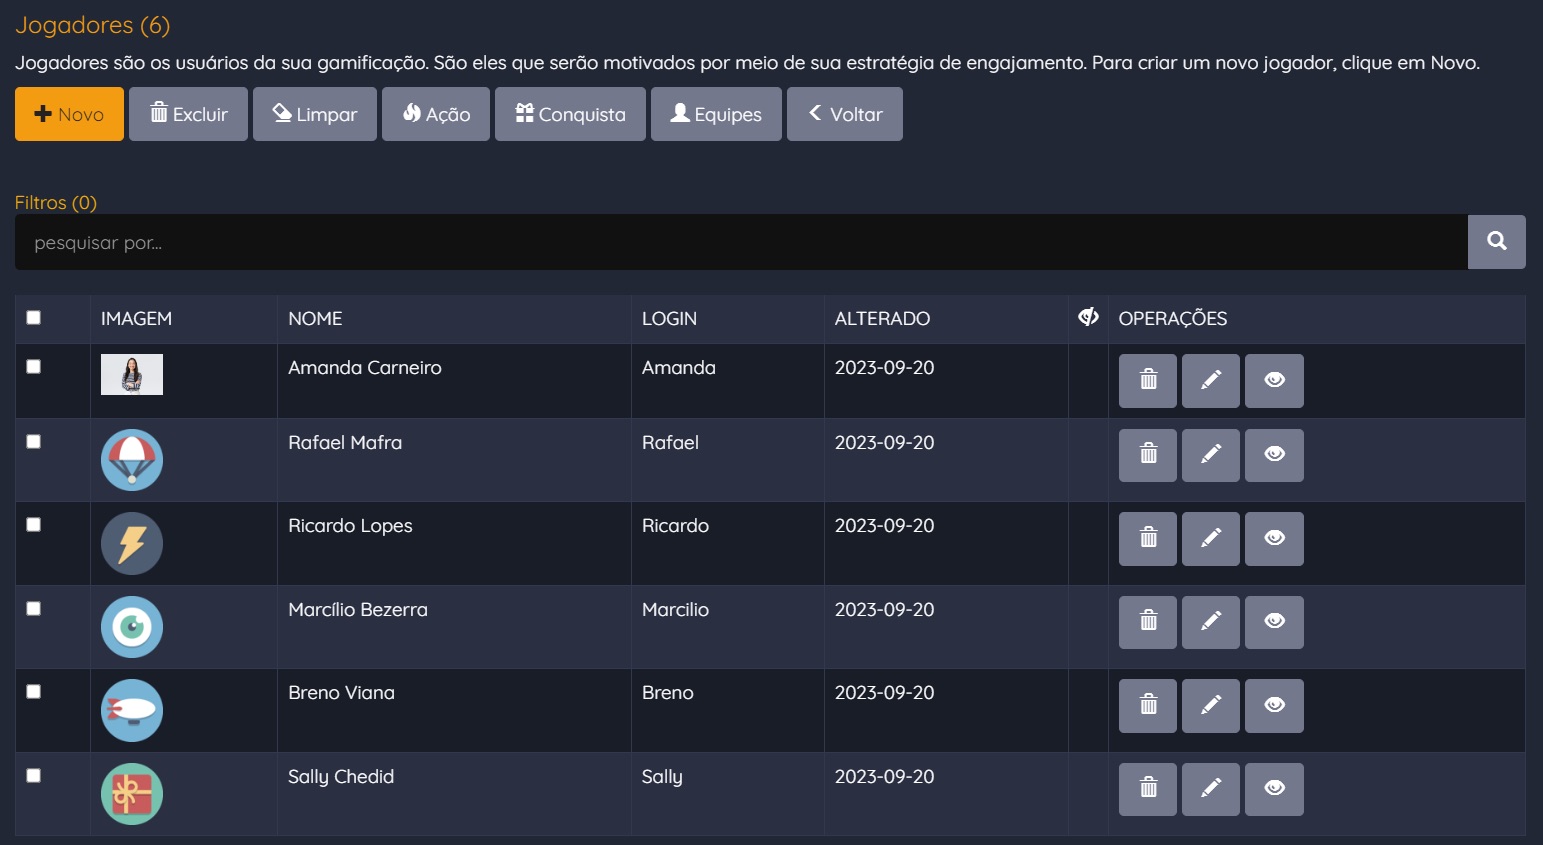 Jogadores (6)
Jogadores são os usuários da sua gamificação. São eles que serão motivados por meio de sua estratégia de engajamento. Para criar um novo jogador, clique em Novo.
Novo Excluir Limpar Ação Conquista Equipes Voltar
Filtros (0)
pesquisar por...
IMAGEM NOME LOGIN ALTERADO OPERAÇÕES
Amanda Carneiro Amanda 2023-09-20
Rafael Mafra Rafael 2023-09-20
Ricardo Lopes Ricardo 2023-09-20
Marcílio Bezerra Marcilio 2023-09-20
Breno Viana Breno 2023-09-20
Sally Chedid Sally 2023-09-20